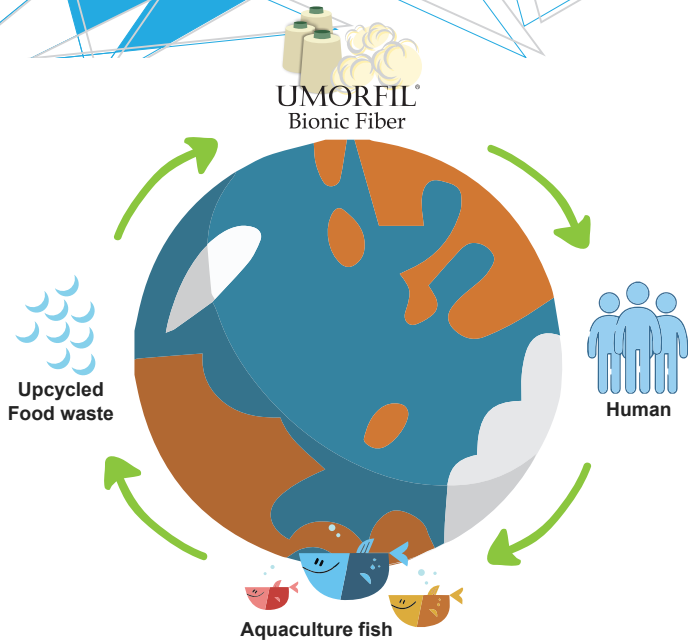 UMORFIL®
Bionic Fiber
Upcycled
Food waste
Human
Aquaculture fish